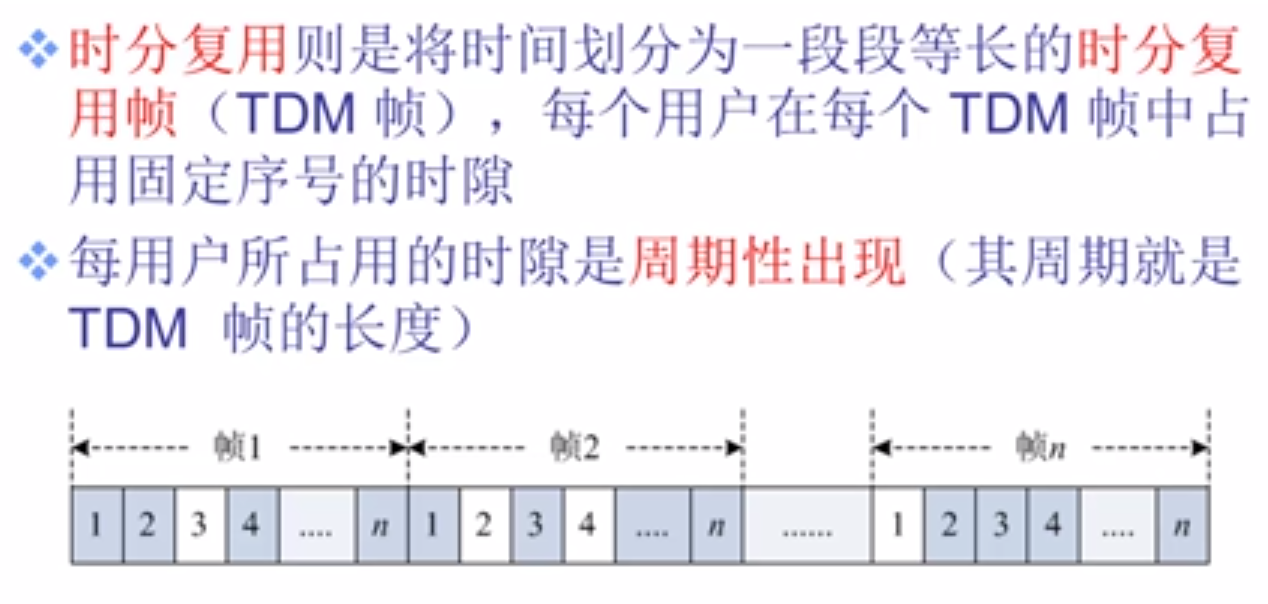 时分复用则是将时间划分为一段段等长的时分复
用帧（TDM 帧），每个用户在每个 TDM 帧中占
用固定序号的时隙
每用户所占用的时隙是周期性出现（其周期就是
TDM 帧的长度）
帧1 帧2 帧n
1 2 3 4 .... n 1 2 3 4 .... n ...... 1 2 3 4 .... n